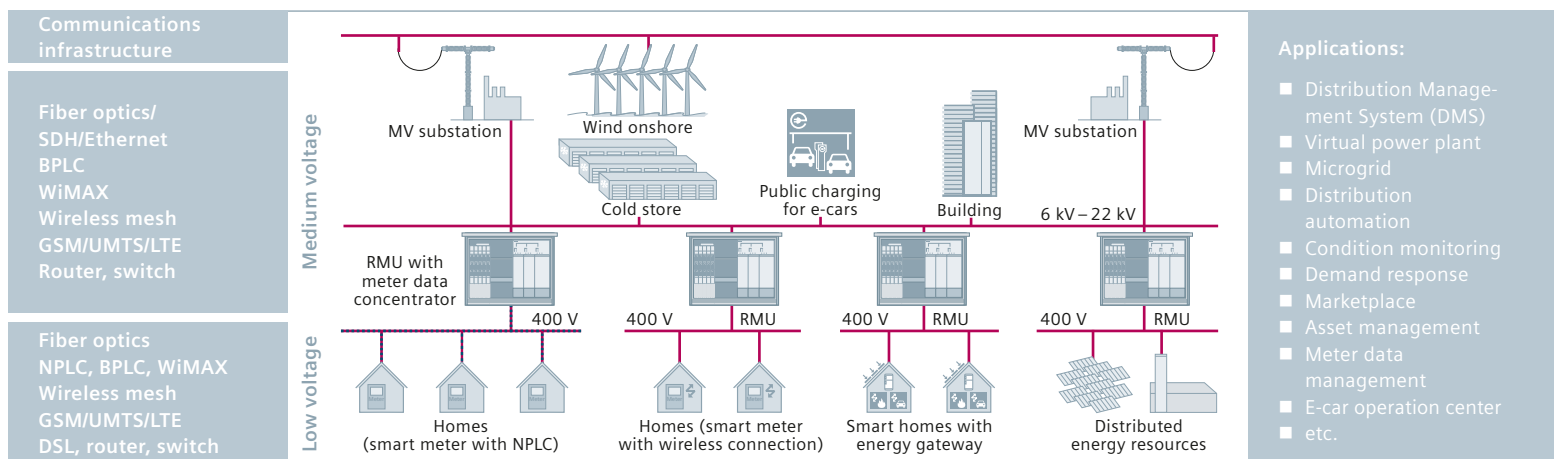 Communications
infrastructure
Fiber optics/
SDH/Ethernet
BPLC
WiMAX
Wireless mesh
GSM/UMTS/LTE
Router, switch
Fiber optics
NPLC, BPLC, WiMAX
Wireless mesh
GSM/UMTS/LTE
DSL, router, switch
Medium voltage
Low voltage
MV substation
Wind onshore
Cold store
Public charging
for e-cars
Building
MV substation
6 kV – 22 kV
RMU with
meter data
concentrator
400 V
400 V
RMU
400 V
RMU
400 V
RMU
Homes
(smart meter with NPLC)
Homes (smart meter
with wireless connection)
Smart homes with
energy gateway
Distributed
energy resources
Applications:
■ Distribution Manage-
ment System (DMS)
■ Virtual power plant
■ Microgrid
■ Distribution
automation
■ Condition monitoring
■ Demand response
■ Marketplace
■ Asset management
■ Meter data
management
■ E-car operation center
■ etc.